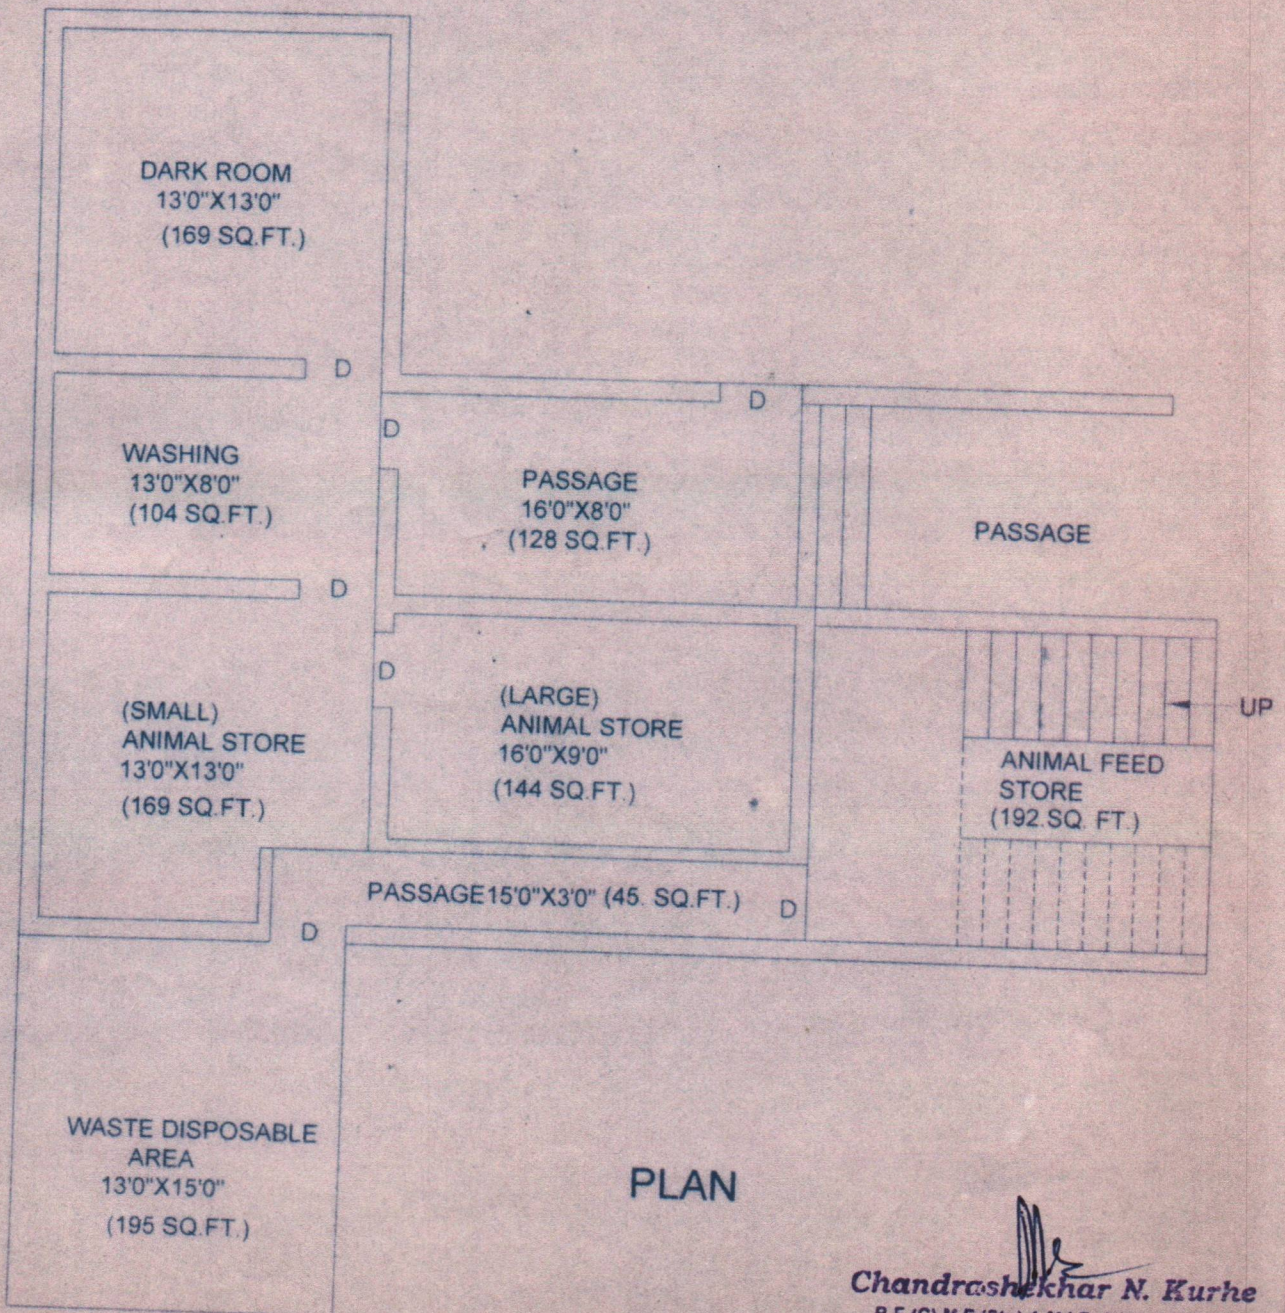 DARK ROOM
13'0"X13'0"
(169 SQ.FT.)
D
WASHING
13'0"X8'0"
(104 SQ.FT.)
D
PASSAGE
16'0"X8'0"
(128 SQ.FT.)
D
PASSAGE
D
(SMALL)
ANIMAL STORE
13'0"X13'0"
(169 SQ.FT.)
D
(LARGE)
ANIMAL STORE
16'0"X9'0"
(144 SQ.FT.)
UP
ANIMAL FEED
STORE
(192.SQ. FT.)
PASSAGE15'0"X3'0" (45. SQ.FT.)
D
D
WASTE DISPOSABLE
AREA
13'0"X15'0"
(195 SQ.FT.)
PLAN
Chandrashekhar N. Kurhe